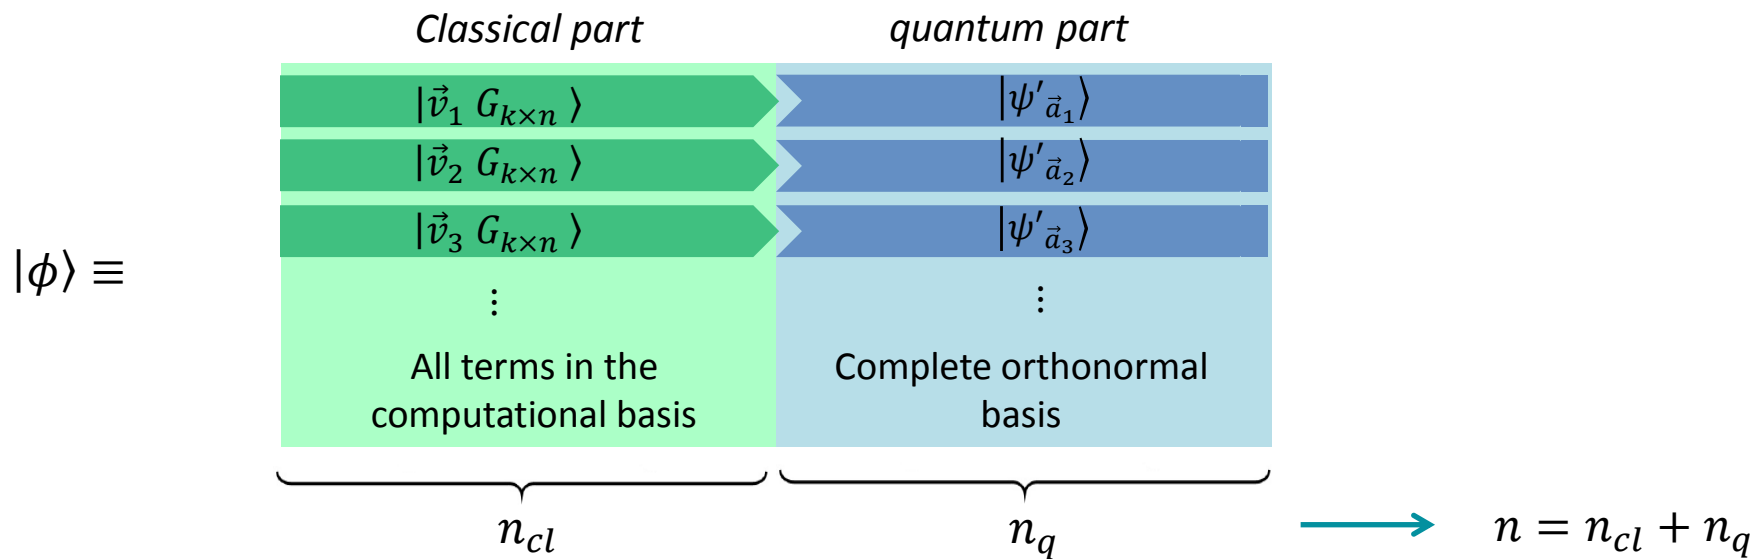 Classical part quantum part
|v⃗₁ G_{k×n} ⟩ |ψ′_{a⃗₁}⟩
|v⃗₂ G_{k×n} ⟩ |ψ′_{a⃗₂}⟩
|v⃗₃ G_{k×n} ⟩ |ψ′_{a⃗₃}⟩
|ϕ⟩ ≡
⋮ ⋮
All terms in the
computational basis
Complete orthonormal
basis
n_{cl} n_q ⟶ n = n_{cl} + n_q